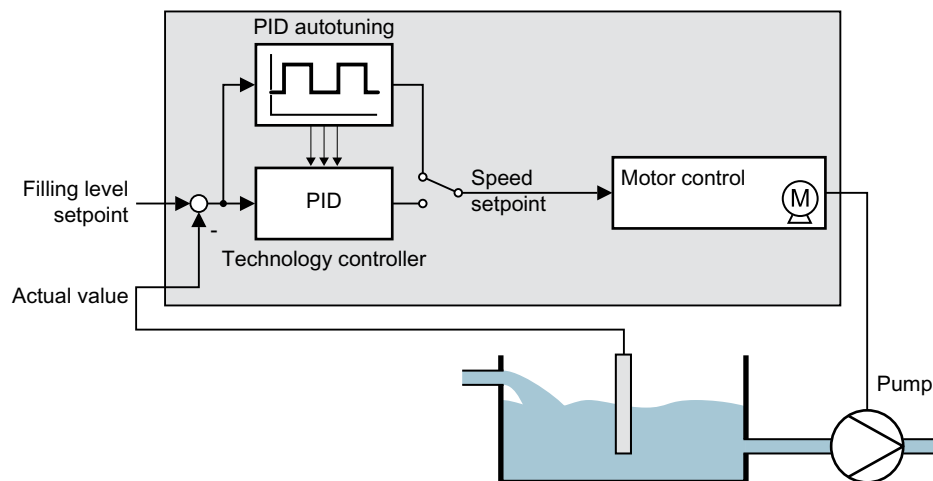 PID autotuning
Filling level
setpoint
PID
Speed
setpoint
Motor control
M
-
Technology controller
Actual value
Pump